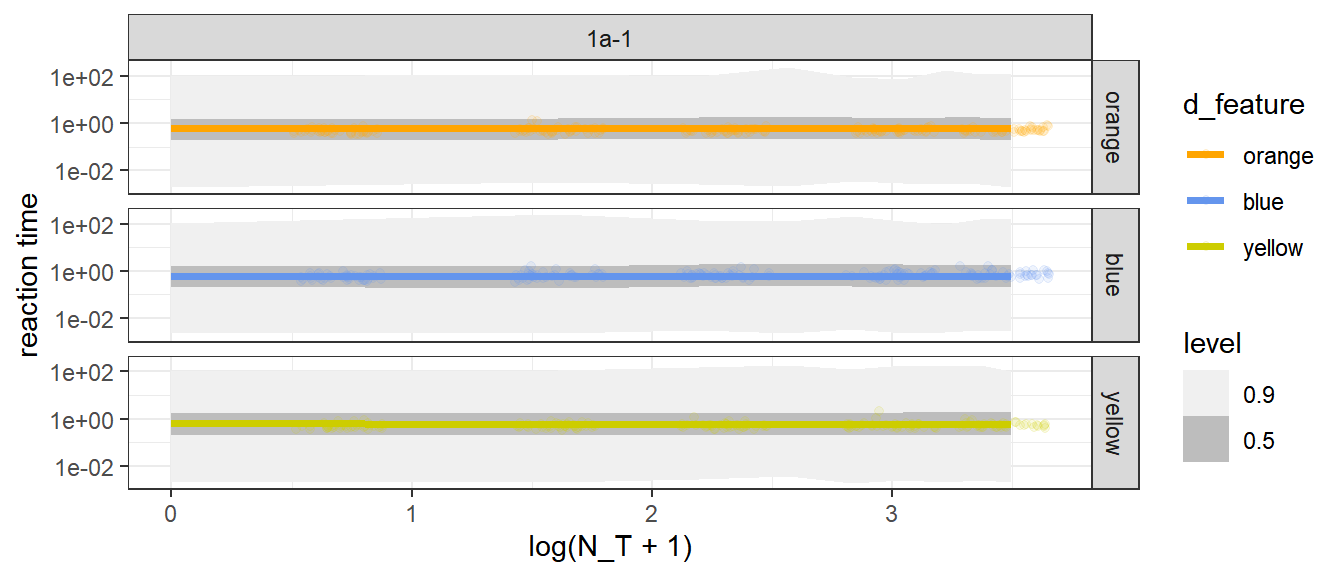 1a-1
reaction time
1e+02
1e+00
1e-02
orange
1e+02
1e+00
1e-02
blue
1e+02
1e+00
1e-02
yellow
0 1 2 3
log(N_T + 1)
d_feature
orange
blue
yellow
level
0.9
0.5